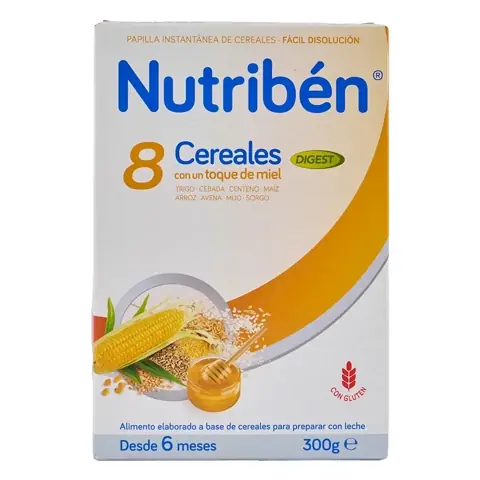 PAPILLA INSTANTÁNEA DE CEREALES - FÁCIL DISOLUCIÓN
Nutribén®
8 Cereales DIGEST
con un toque de miel
TRIGO · CEBADA · CENTENO · MAÍZ
ARROZ · AVENA · MIJO · SORGO
CON GLUTEN
Alimento elaborado a base de cereales para preparar con leche
Desde 6 meses 300g ℮